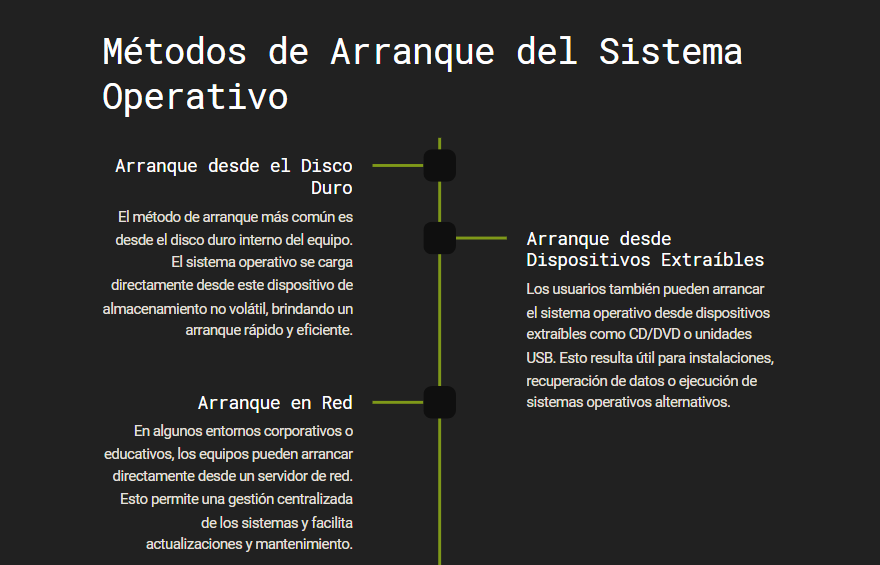 Métodos de Arranque del Sistema
Operativo
Arranque desde el Disco
Duro
El método de arranque más común es
desde el disco duro interno del equipo.
El sistema operativo se carga
directamente desde este dispositivo de
almacenamiento no volátil, brindando un
arranque rápido y eficiente.
Arranque desde
Dispositivos Extraíbles
Los usuarios también pueden arrancar
el sistema operativo desde dispositivos
extraíbles como CD/DVD o unidades
USB. Esto resulta útil para instalaciones,
recuperación de datos o ejecución de
sistemas operativos alternativos.
Arranque en Red
En algunos entornos corporativos o
educativos, los equipos pueden arrancar
directamente desde un servidor de red.
Esto permite una gestión centralizada
de los sistemas y facilita
actualizaciones y mantenimiento.